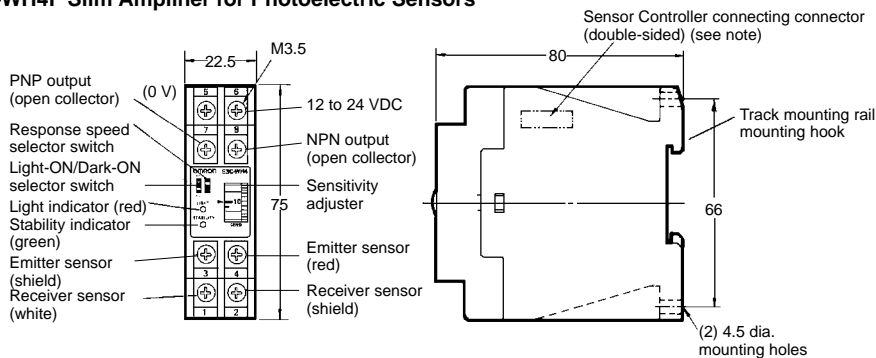 Slim Amplifier for Photoelectric Sensors
Sensor Controller connecting connector
(double-sided) (see note)
22.5
M3.5
80
PNP output
(open collector)
(0 V)
12 to 24 VDC
Response speed
selector switch
NPN output
(open collector)
Light-ON/Dark-ON
selector switch
Light indicator (red)
Stability indicator
(green)
Emitter sensor
(shield)
Receiver sensor
(white)
Sensitivity
adjuster
Emitter sensor
(red)
Receiver sensor
(shield)
75
5
6
7
8
omron
10
3
4
1
2
Track mounting rail
mounting hook
66
(2) 4.5 dia.
mounting holes